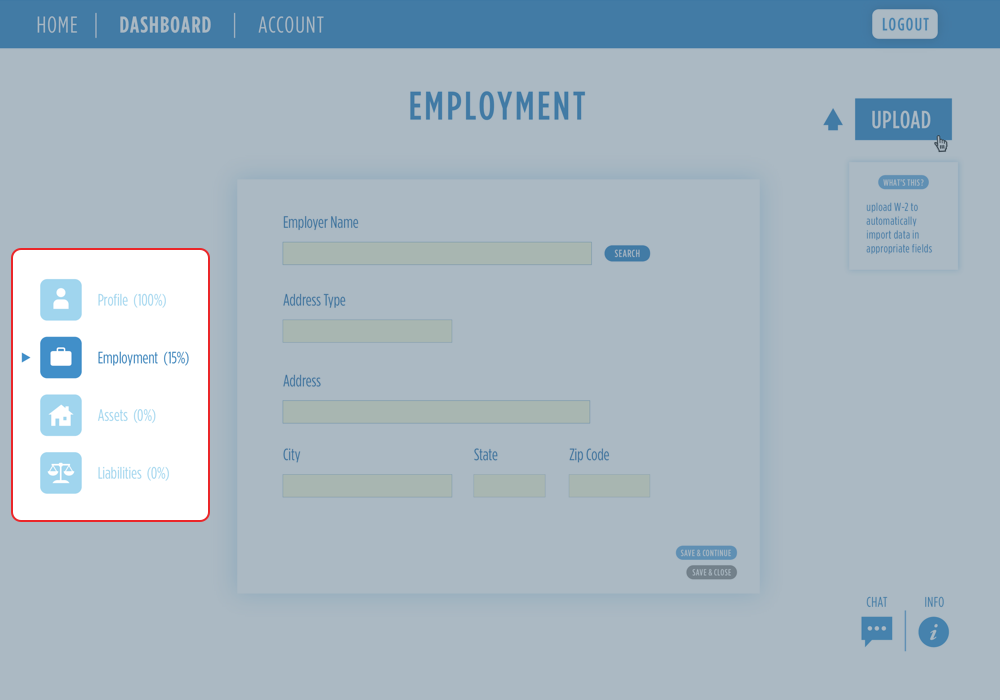 HOME
DASHBOARD
ACCOUNT
LOGOUT
EMPLOYMENT
UPLOAD
WHAT'S THIS?
upload W-2 to
automatically
import data in
appropriate fields
Profile (100%)
Employment (15%)
Assets (0%)
Liabilities (0%)
Employer Name
SEARCH
Address Type
Address
City
State
Zip Code
SAVE & CONTINUE
SAVE & CLOSE
CHAT
INFO
i